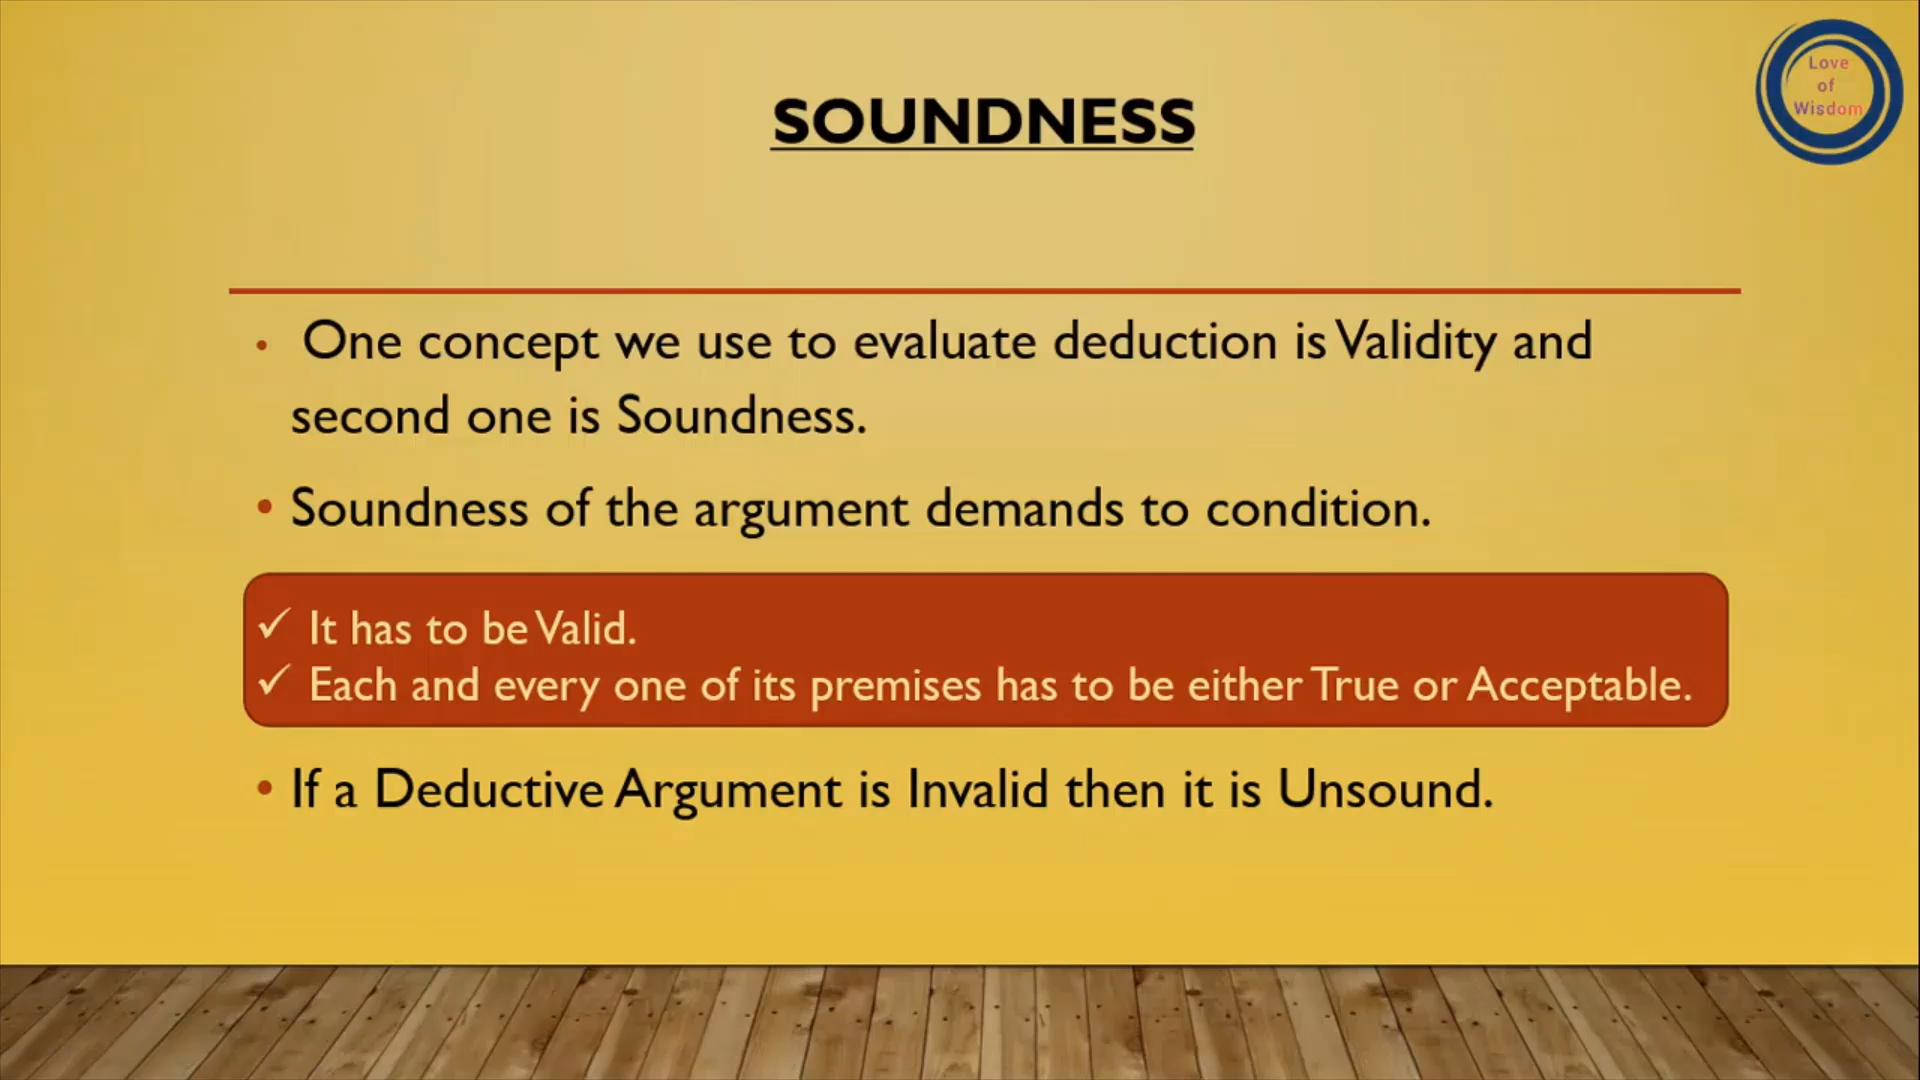 Love
of
Wisdom
SOUNDNESS
• One concept we use to evaluate deduction is Validity and
second one is Soundness.
• Soundness of the argument demands to condition.
✓ It has to be Valid.
✓ Each and every one of its premises has to be either True or Acceptable.
• If a Deductive Argument is Invalid then it is Unsound.